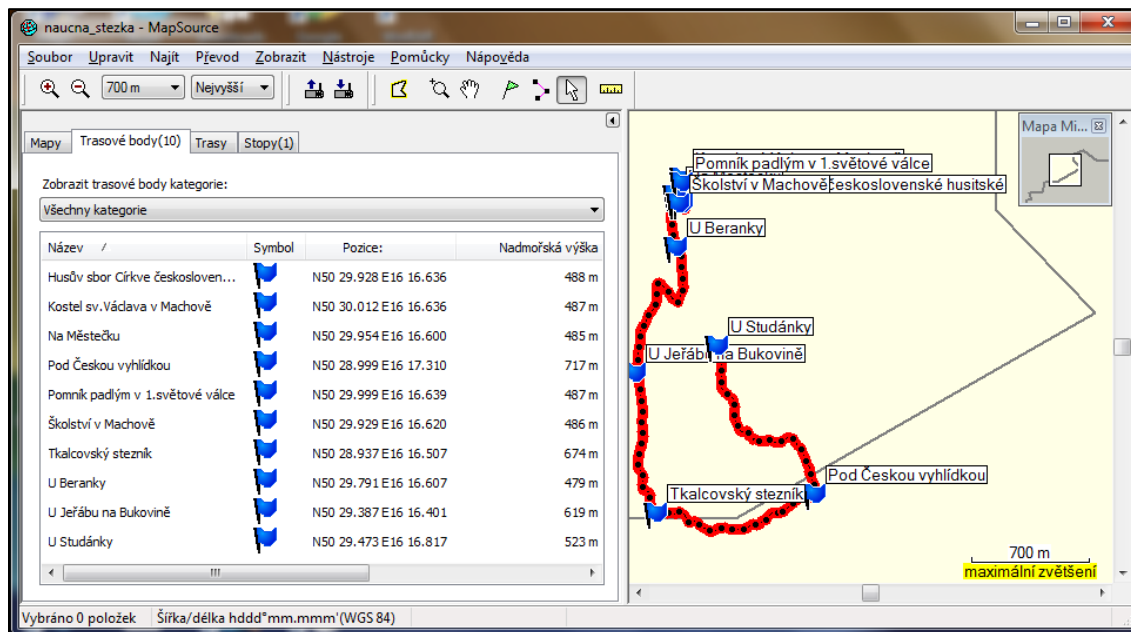 naucna_stezka - MapSource
Soubor Upravit Najít Převod Zobrazit Nástroje Pomůcky Nápověda
700 m Nejvyšší
Mapy Trasové body(10) Trasy Stopy(1)
Zobrazit trasové body kategorie:
Všechny kategorie
Název / Symbol Pozice: Nadmořská výška
Husův sbor Církve českosloven... N50 29.928 E16 16.636 488 m
Kostel sv.Václava v Machově N50 30.012 E16 16.636 487 m
Na Městečku N50 29.954 E16 16.600 485 m
Pod Českou vyhlídkou N50 28.999 E16 17.310 717 m
Pomník padlým v 1.světové válce N50 29.999 E16 16.639 487 m
Školství v Machově N50 29.929 E16 16.620 486 m
Tkalcovský stezník N50 28.937 E16 16.507 674 m
U Beranky N50 29.791 E16 16.607 479 m
U Jeřábu na Bukovině N50 29.387 E16 16.401 619 m
U Studánky N50 29.473 E16 16.817 523 m
Mapa Mi...
Pomník padlým v 1.světové válce
Školství v Machově československé husitské
U Beranky
U Studánky
U Jeřábu na Bukovině
Pod Českou vyhlídkou
Tkalcovský stezník
700 m
maximální zvětšení
Vybráno 0 položek Šířka/délka hddd°mm.mmm'(WGS 84)